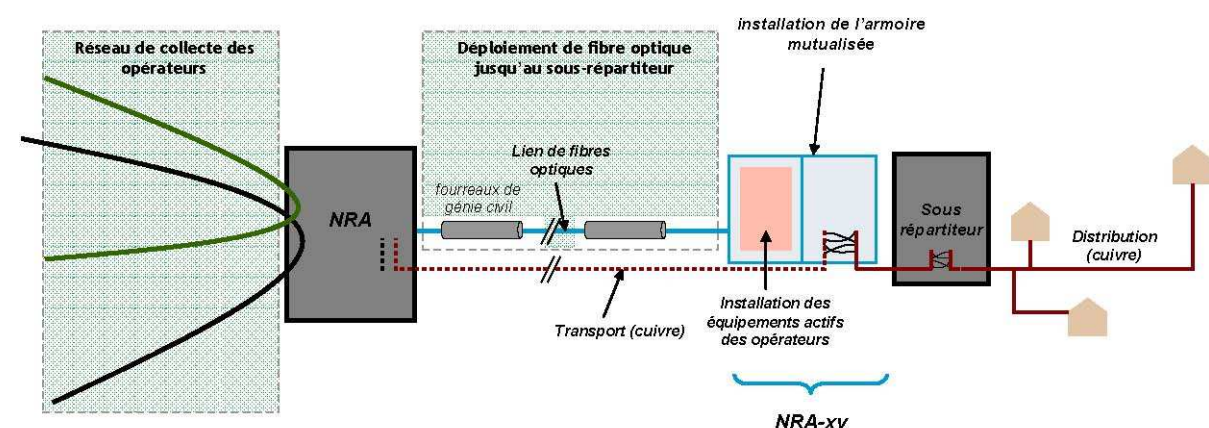 Réseau de collecte des
opérateurs
Déploiement de fibre optique
jusqu'au sous-répartiteur
installation de l'armoire
mutualisée
Lien de fibres
optiques
fourreaux de
génie civil
NRA
Sous
répartiteur
Distribution
(cuivre)
Transport (cuivre)
Installation des
équipements actifs
des opérateurs
NRA-xy